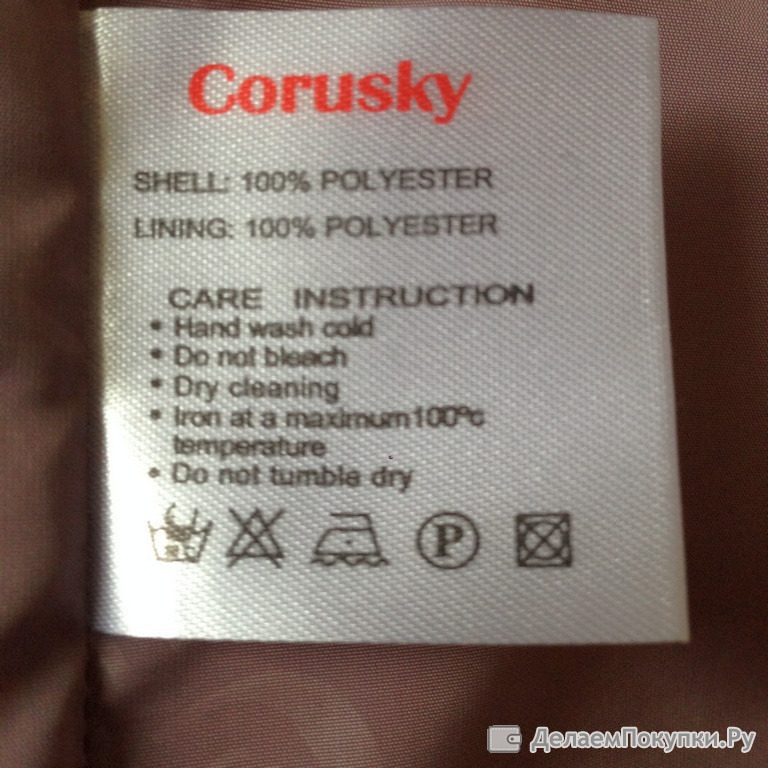 Corusky
SHELL: 100% POLYESTER
LINING: 100% POLYESTER
CARE INSTRUCTION
• Hand wash cold
• Do not bleach
• Dry cleaning
• Iron at a maximum100ºc
temperature
• Do not tumble dry
P
ДелаемПокупки.Ру